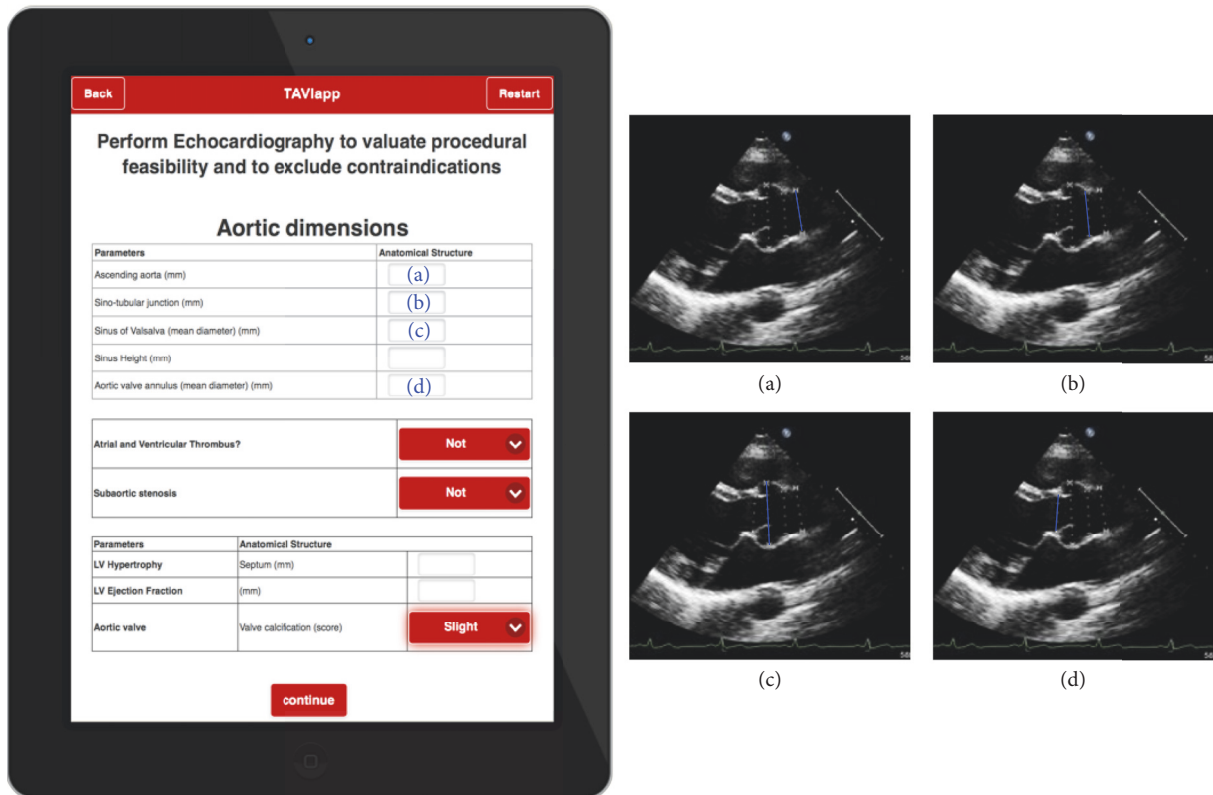 Back TAVIapp Restart
Perform Echocardiography to valuate procedural
feasibility and to exclude contraindications
Aortic dimensions
Parameters Anatomical Structure
Ascending aorta (mm) (a)
Sino-tubular junction (mm) (b)
Sinus of Valsalva (mean diameter) (mm) (c)
Sinus Height (mm)
Aortic valve annulus (mean diameter) (mm) (d)
Atrial and Ventricular Thrombus? Not
Subaortic stenosis Not
Parameters Anatomical Structure
LV Hypertrophy Septum (mm)
LV Ejection Fraction (mm)
Aortic valve Valve calcification (score) Slight
continue
(a)
58
(b)
(c)
58
(d)